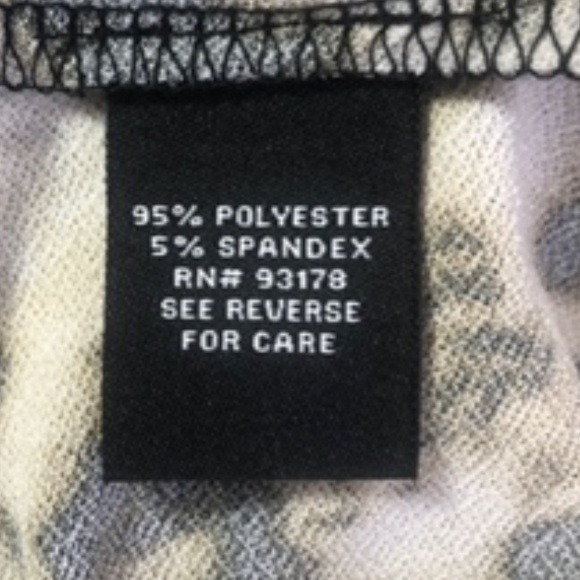 95% POLYESTER
5% SPANDEX
RN# 93178
SEE REVERSE
FOR CARE